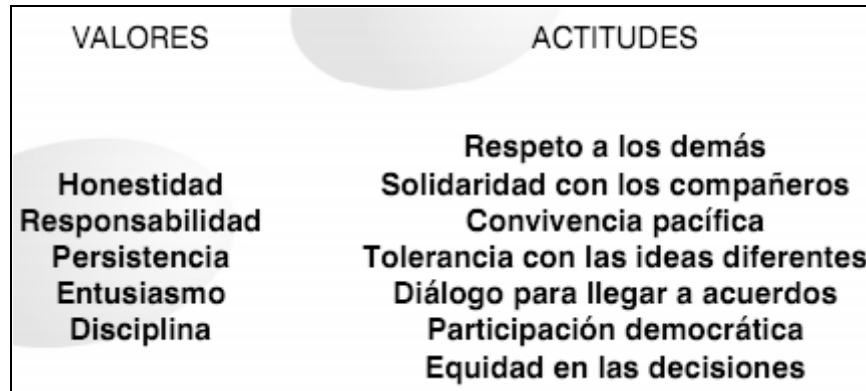 VALORES
Honestidad
Responsabilidad
Persistencia
Entusiasmo
Disciplina
ACTITUDES
Respeto a los demás
Solidaridad con los compañeros
Convivencia pacífica
Tolerancia con las ideas diferentes
Diálogo para llegar a acuerdos
Participación democrática
Equidad en las decisiones